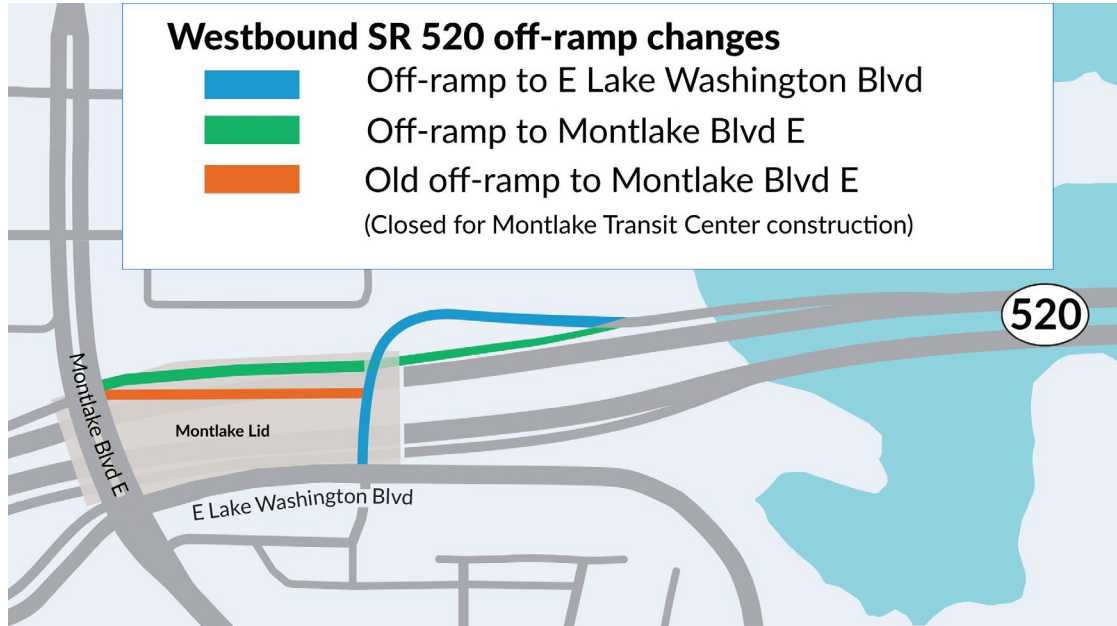 Westbound SR 520 off-ramp changes
Off-ramp to E Lake Washington Blvd
Off-ramp to Montlake Blvd E
Old off-ramp to Montlake Blvd E
(Closed for Montlake Transit Center construction)
520
Montlake Blvd E
Montlake Lid
E Lake Washington Blvd